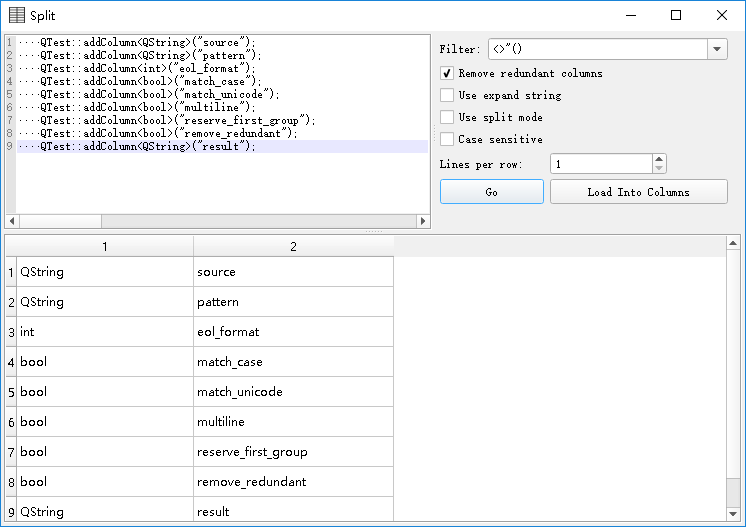 Split
1 ····QTest::addColumn<QString>("source");
2 ····QTest::addColumn<QString>("pattern");
3 ····QTest::addColumn<int>("eol_format");
4 ····QTest::addColumn<bool>("match_case");
5 ····QTest::addColumn<bool>("match_unicode");
6 ····QTest::addColumn<bool>("multiline");
7 ····QTest::addColumn<bool>("reserve_first_group");
8 ····QTest::addColumn<bool>("remove_redundant");
9 ····QTest::addColumn<QString>("result");
Filter: <>"()
Remove redundant columns
Use expand string
Use split mode
Case sensitive
Lines per row: 1
Go Load Into Columns
1 2
1 QString source
2 QString pattern
3 int eol_format
4 bool match_case
5 bool match_unicode
6 bool multiline
7 bool reserve_first_group
8 bool remove_redundant
9 QString result